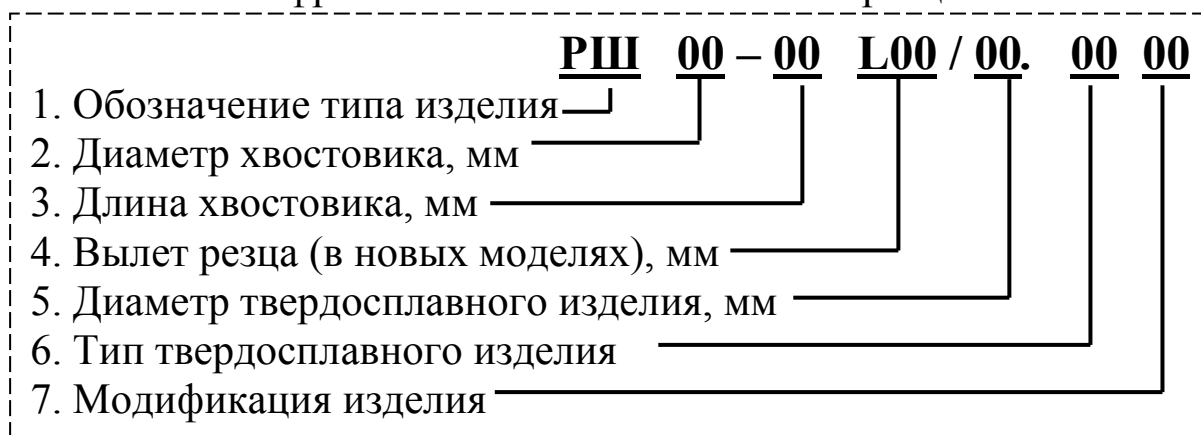 РШ 00 – 00 L00 / 00. 00 00
1. Обозначение типа изделия
2. Диаметр хвостовика, мм
3. Длина хвостовика, мм
4. Вылет резца (в новых моделях), мм
5. Диаметр твердосплавного изделия, мм
6. Тип твердосплавного изделия
7. Модификация изделия